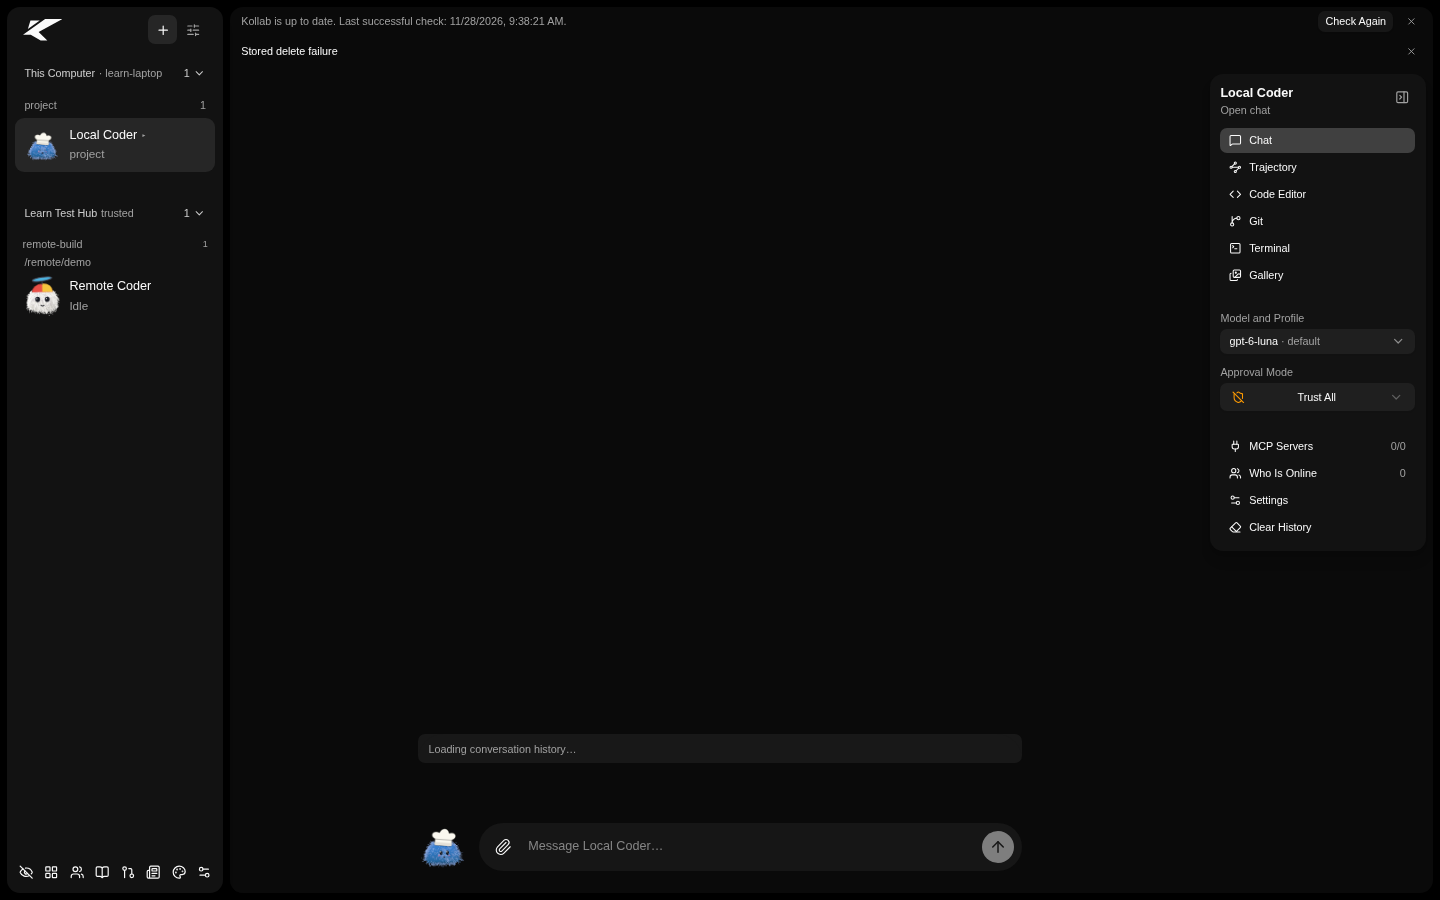 Kollab is up to date. Last successful check: 11/28/2026, 9:38:21 AM.
Check Again
Stored delete failure
This Computer · learn-laptop 1
project 1
Local Coder
project
Learn Test Hub trusted 1
remote-build 1
/remote/demo
Remote Coder
Idle
Local Coder
Open chat
Chat
Trajectory
Code Editor
Git
Terminal
Gallery
Model and Profile
gpt-6-luna · default
Approval Mode
Trust All
MCP Servers 0/0
Who Is Online 0
Settings
Clear History
Loading conversation history…
Message Local Coder…